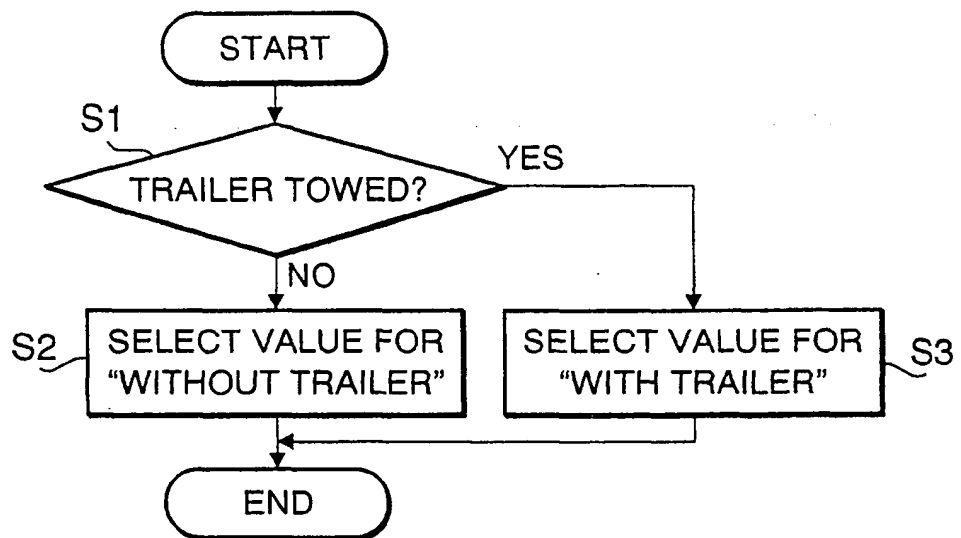 START
S1
TRAILER TOWED?
YES
NO
S2
SELECT VALUE FOR
“WITHOUT TRAILER”
SELECT VALUE FOR
“WITH TRAILER”
S3
END